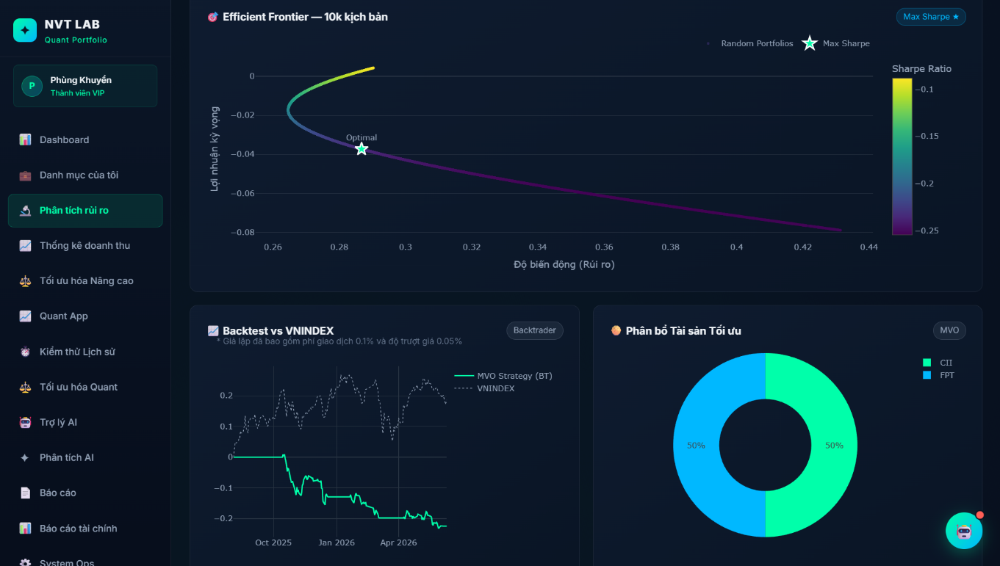 NVT LAB
Quant Portfolio
P
Phùng Khuyển
Thành viên VIP
Dashboard
Danh mục của tôi
Phân tích rủi ro
Thống kê doanh thu
Tối ưu hóa Nâng cao
Quant App
Kiểm thử Lịch sử
Tối ưu hóa Quant
Trợ lý AI
Phân tích AI
Báo cáo
Báo cáo tài chính
System Ops
Efficient Frontier — 10k kịch bản
Max Sharpe ★
Random Portfolios
Max Sharpe
Sharpe Ratio
−0.1
−0.15
−0.2
−0.25
Lợi nhuận kỳ vọng
0
−0.02
−0.04
−0.06
−0.08
Optimal
0.26
0.28
0.3
0.32
0.34
0.36
0.38
0.4
0.42
0.44
Độ biến động (Rủi ro)
Backtest vs VNINDEX
Backtrader
* Giả lập đã bao gồm phí giao dịch 0.1% và độ trượt giá 0.05%
MVO Strategy (BT)
VNINDEX
0.2
0.1
0
−0.1
−0.2
Oct 2025
Jan 2026
Apr 2026
Phân bổ Tài sản Tối ưu
MVO
CII
FPT
50%
50%